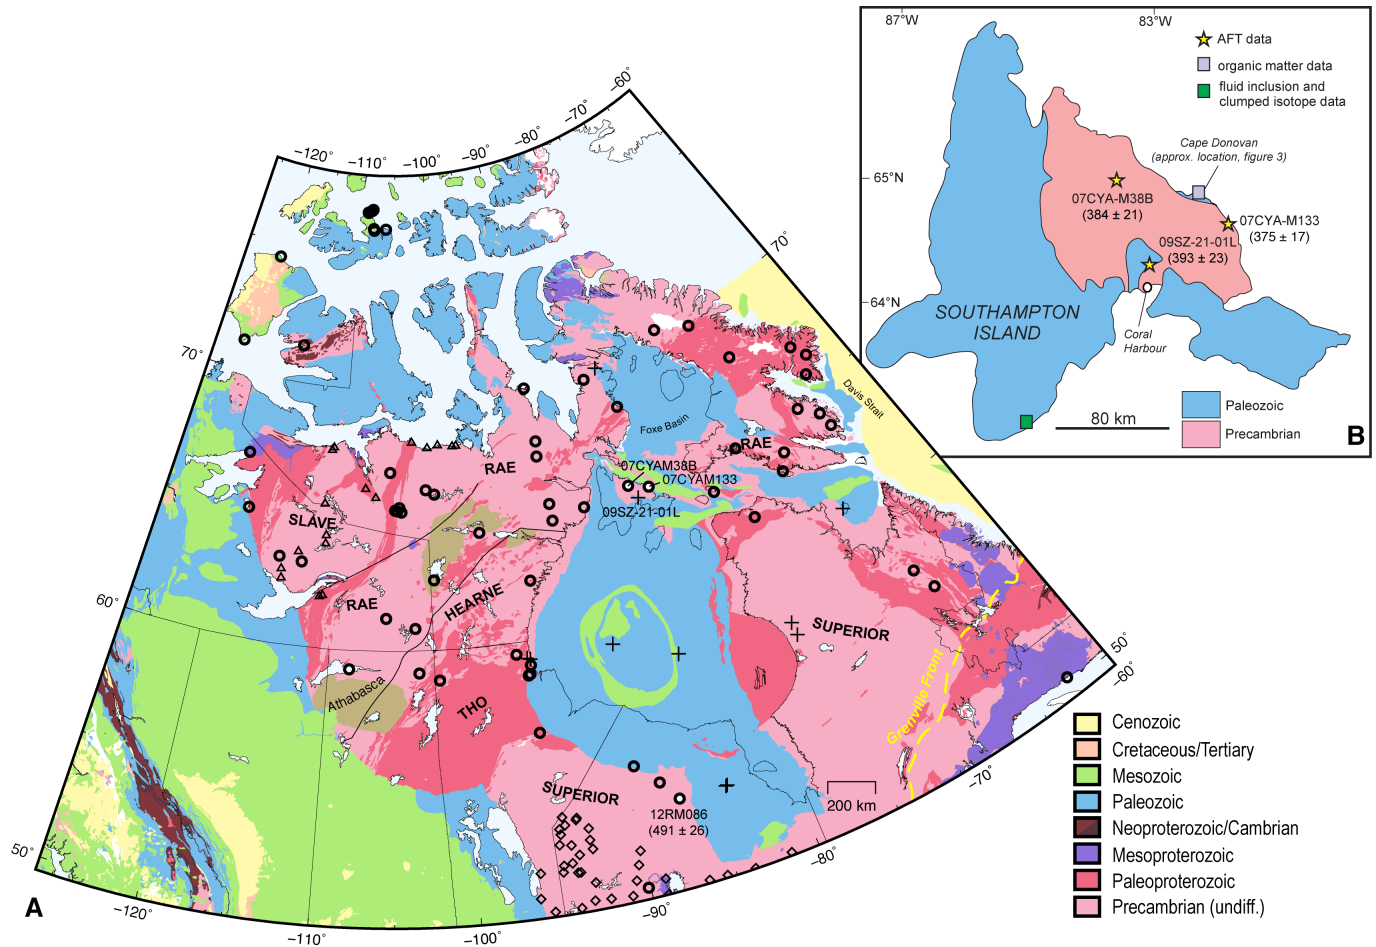 −60°
−70°
−80°
−90°
−100°
−110°
−120°
70°
70°
60°
50°
50°
−60°
−70°
−80°
−90°
−100°
−110°
−120°
Davis Strait
Foxe Basin
RAE
RAE
07CYAM38B
07CYAM133
09SZ-21-01L
SLAVE
RAE
HEARNE
SUPERIOR
Grenville Front
Athabasca
THO
SUPERIOR
12RM086
(491 ± 26)
200 km
A
Cenozoic
Cretaceous/Tertiary
Mesozoic
Paleozoic
Neoproterozoic/Cambrian
Mesoproterozoic
Paleoproterozoic
Precambrian (undiff.)
87°W
83°W
AFT data
organic matter data
fluid inclusion and
clumped isotope data
Cape Donovan
(approx. location, figure 3)
65°N
07CYA-M38B
(384 ± 21)
07CYA-M133
(375 ± 17)
09SZ-21-01L
(393 ± 23)
64°N
SOUTHAMPTON
ISLAND
Coral
Harbour
80 km
Paleozoic
Precambrian
B